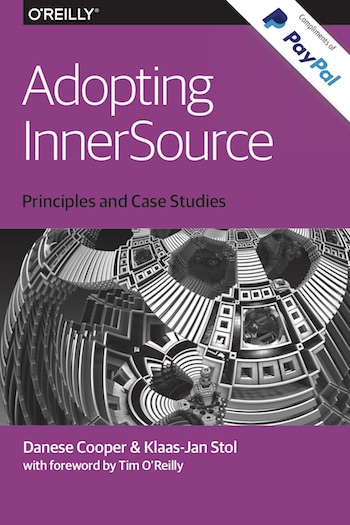 O'REILLY®
Compliments of
PayPal
Adopting
InnerSource
Principles and Case Studies
Danese Cooper & Klaas-Jan Stol
with foreword by Tim O'Reilly